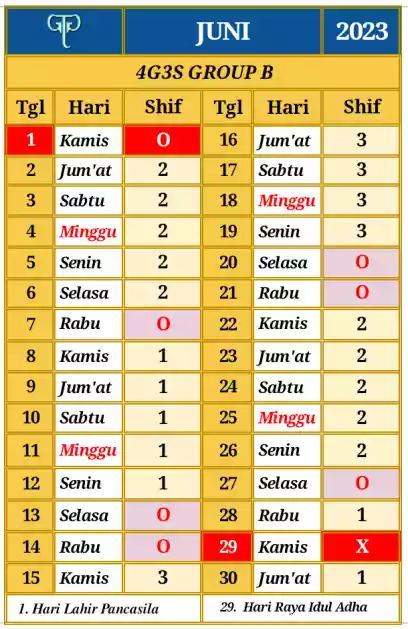 JUNI 2023
4G3S GROUP B
Tgl Hari Shif Tgl Hari Shif
1 Kamis O 16 Jum'at 3
2 Jum'at 2 17 Sabtu 3
3 Sabtu 2 18 Minggu 3
4 Minggu 2 19 Senin 3
5 Senin 2 20 Selasa O
6 Selasa 2 21 Rabu O
7 Rabu O 22 Kamis 2
8 Kamis 1 23 Jum'at 2
9 Jum'at 1 24 Sabtu 2
10 Sabtu 1 25 Minggu 2
11 Minggu 1 26 Senin 2
12 Senin 1 27 Selasa O
13 Selasa O 28 Rabu 1
14 Rabu O 29 Kamis X
15 Kamis 3 30 Jum'at 1
1. Hari Lahir Pancasila 29. Hari Raya Idul Adha